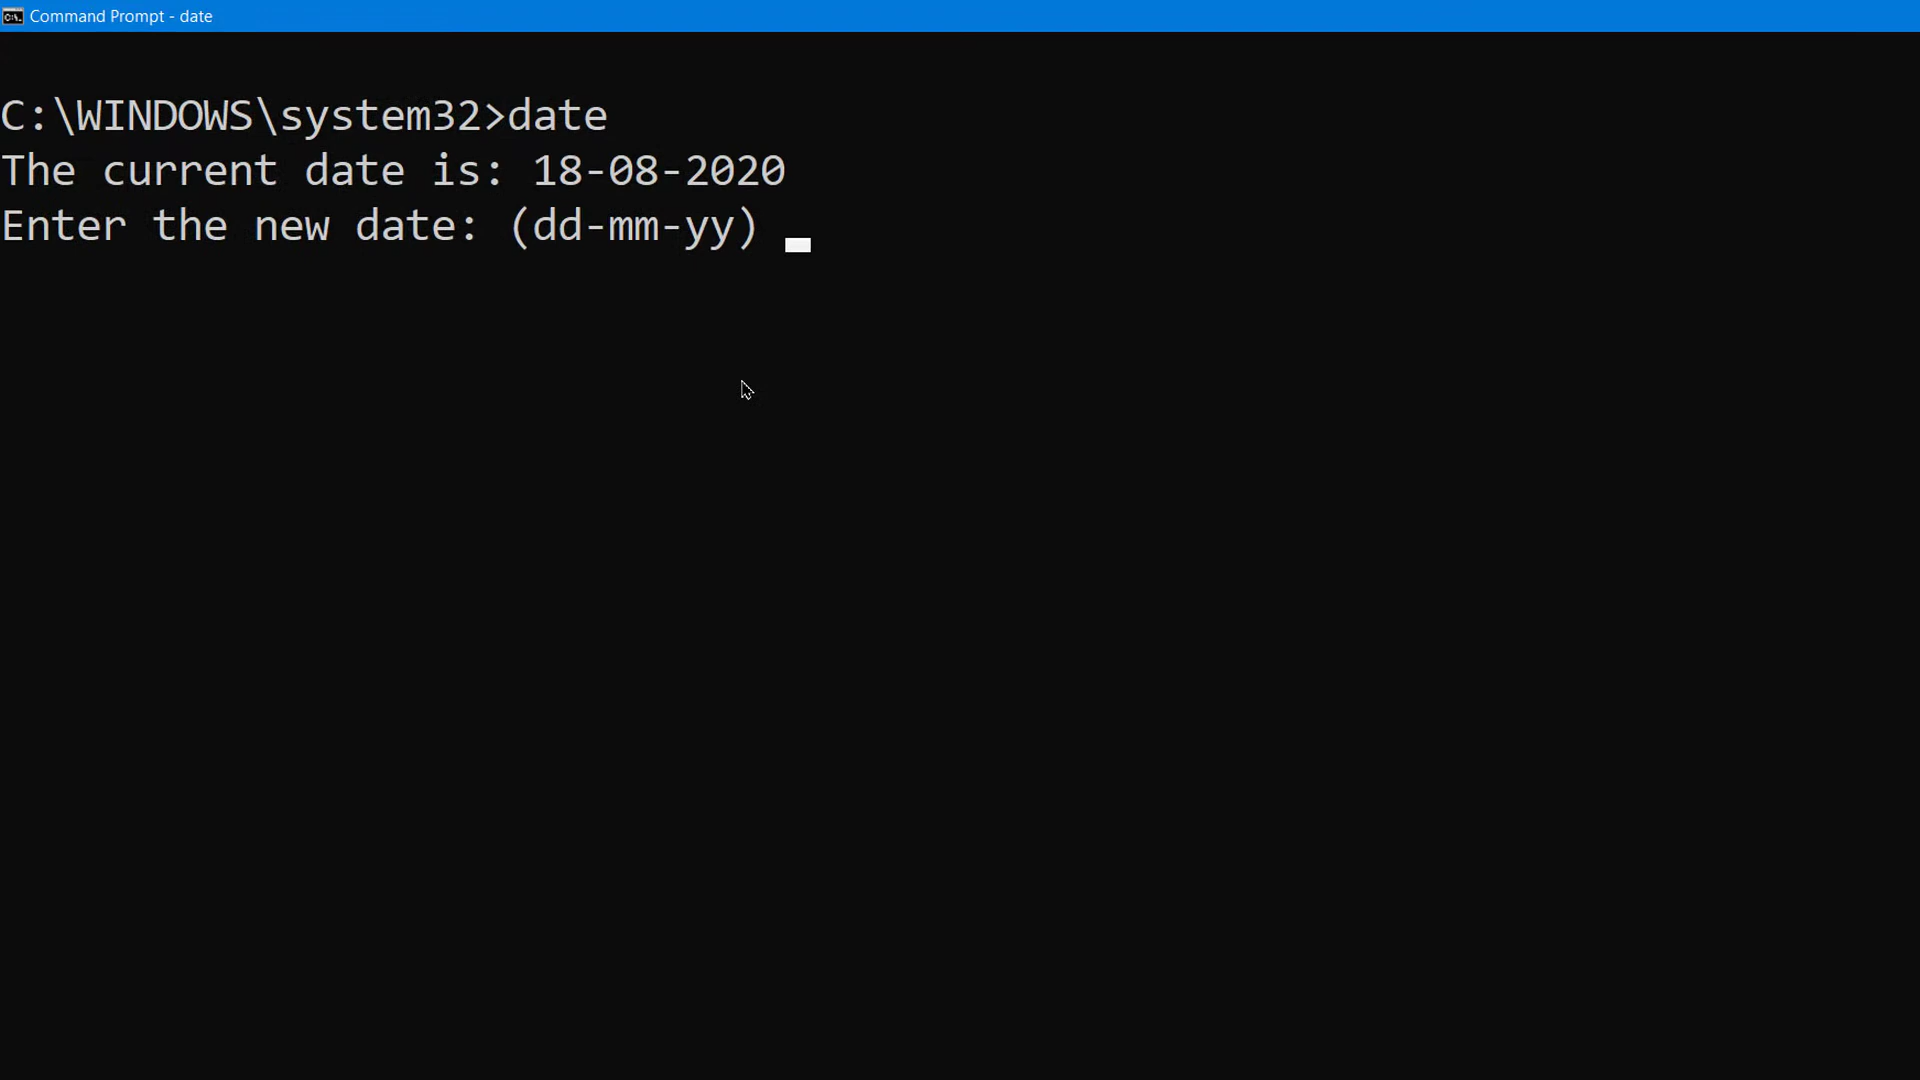 Command Prompt - date
C:\WINDOWS\system32>date
The current date is: 18-08-2020
Enter the new date: (dd-mm-yy)